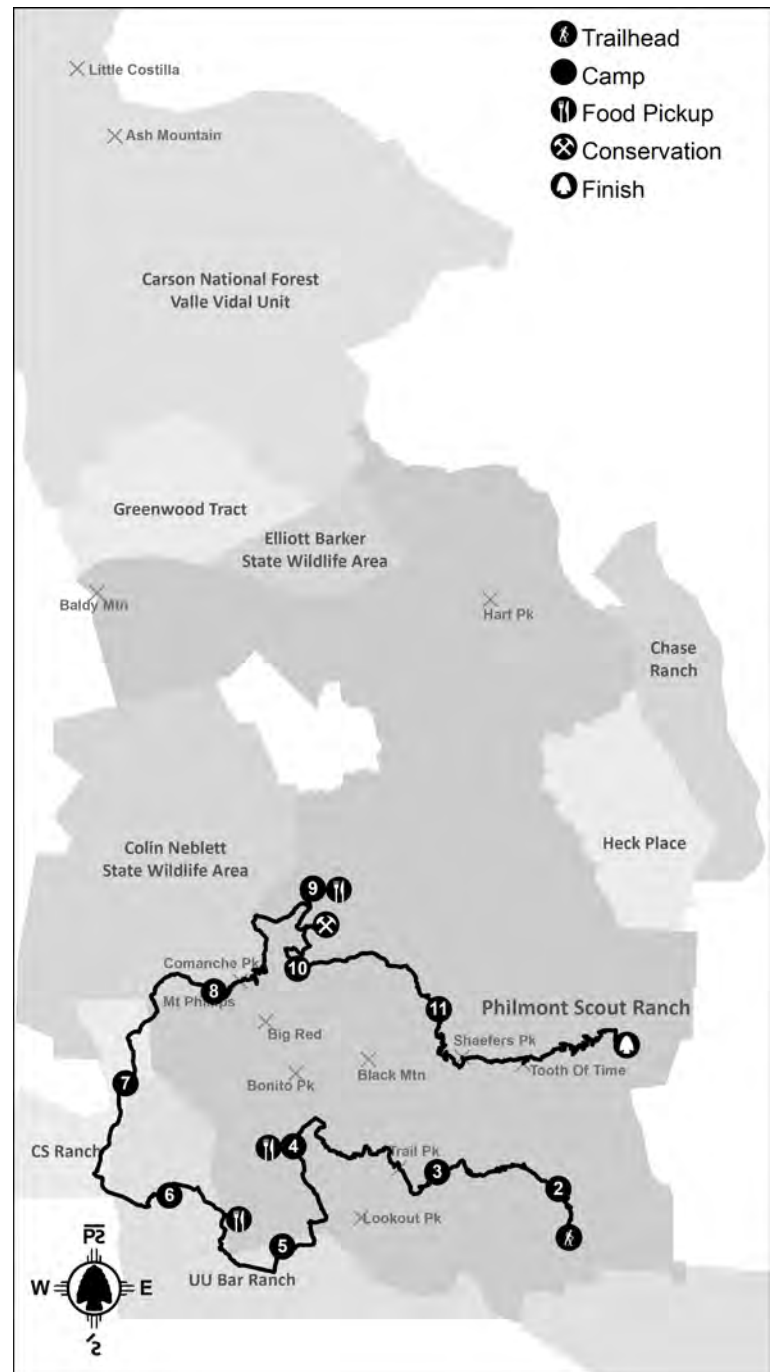 Trailhead
Camp
Food Pickup
Conservation
Finish
Little Costilla
Ash Mountain
Carson National Forest
Valle Vidal Unit
Greenwood Tract
Elliott Barker
State Wildlife Area
Baldy Mtn
Hart Pk
Chase
Ranch
Heck Place
Colín Neblett
State Wildlife Area
9
Comanche Pk
10
8
Mt Phillips
11
Philmont Scout Ranch
Big Red
Shaefers Pk
Black Mtn
Tooth Of Time
Bonito Pk
7
CS Ranch
4
Trail Pk
3
2
6
Lookout Pk
5
UU Bar Ranch
W
E